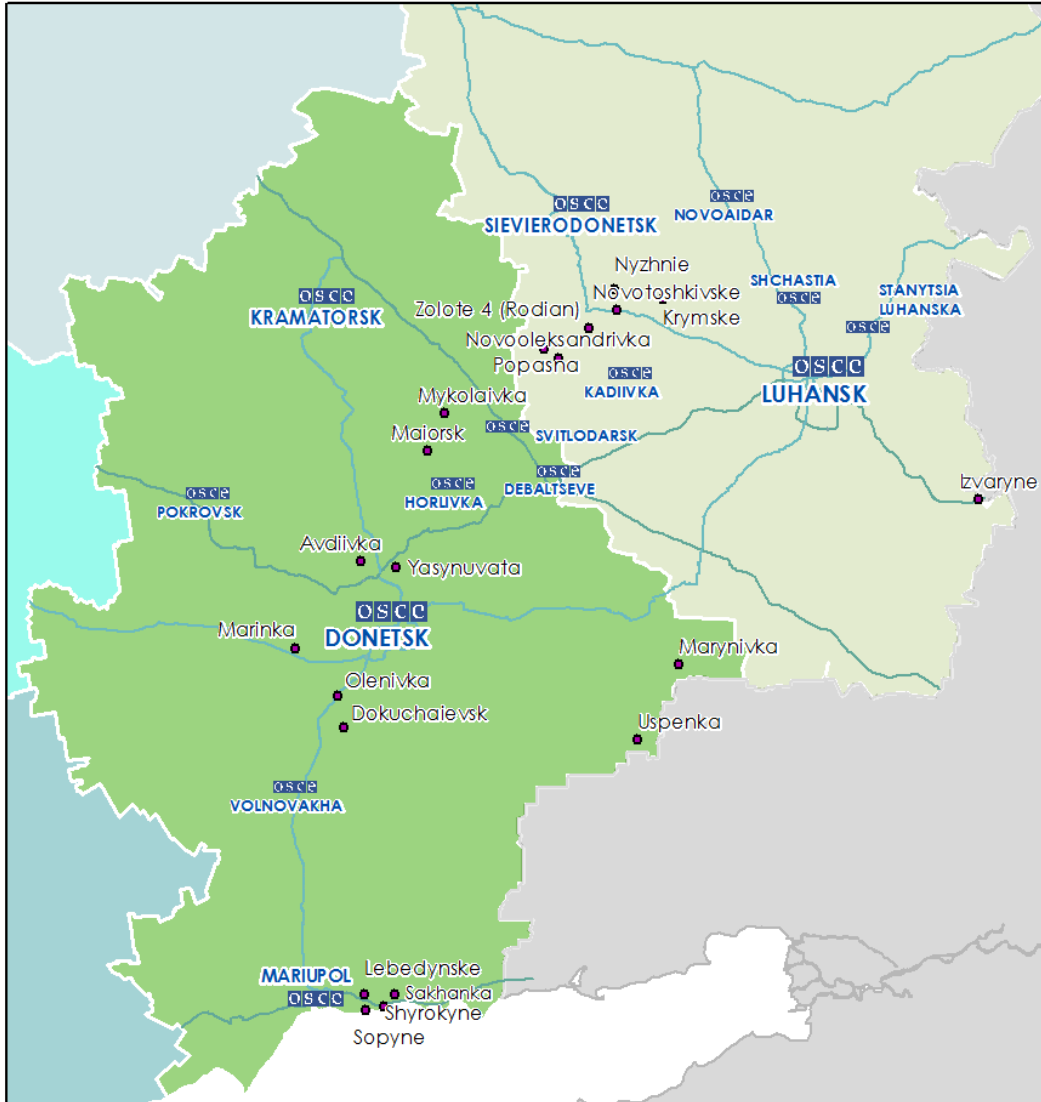 osce
SIEVIERODONETSK
osce
NOVOAIDAR
Nyzhnie
SHCHASTIA
osce
STANYTSIA
LUHANSKA
osce
osce
KRAMATORSK
Novotoshkivske
Zolote 4 (Rodian)
Krymske
Novooleksandrivka
Popasna
osce
KADIIVKA
osce
LUHANSK
Mykolaivka
Maiorsk
osce
SVITLODARSK
osce
HORLIVKA
osce
DEBALTSEVE
osce
POKROVSK
Izvaryne
Avdiivka
Yasynuvata
osce
DONETSK
Marinka
Marynivka
Olenivka
Dokuchaievsk
Uspenka
osce
VOLNOVAKHA
MARIUPOL
osce
Lebedynske
Sakhanka
Shyrokyne
Sopyne